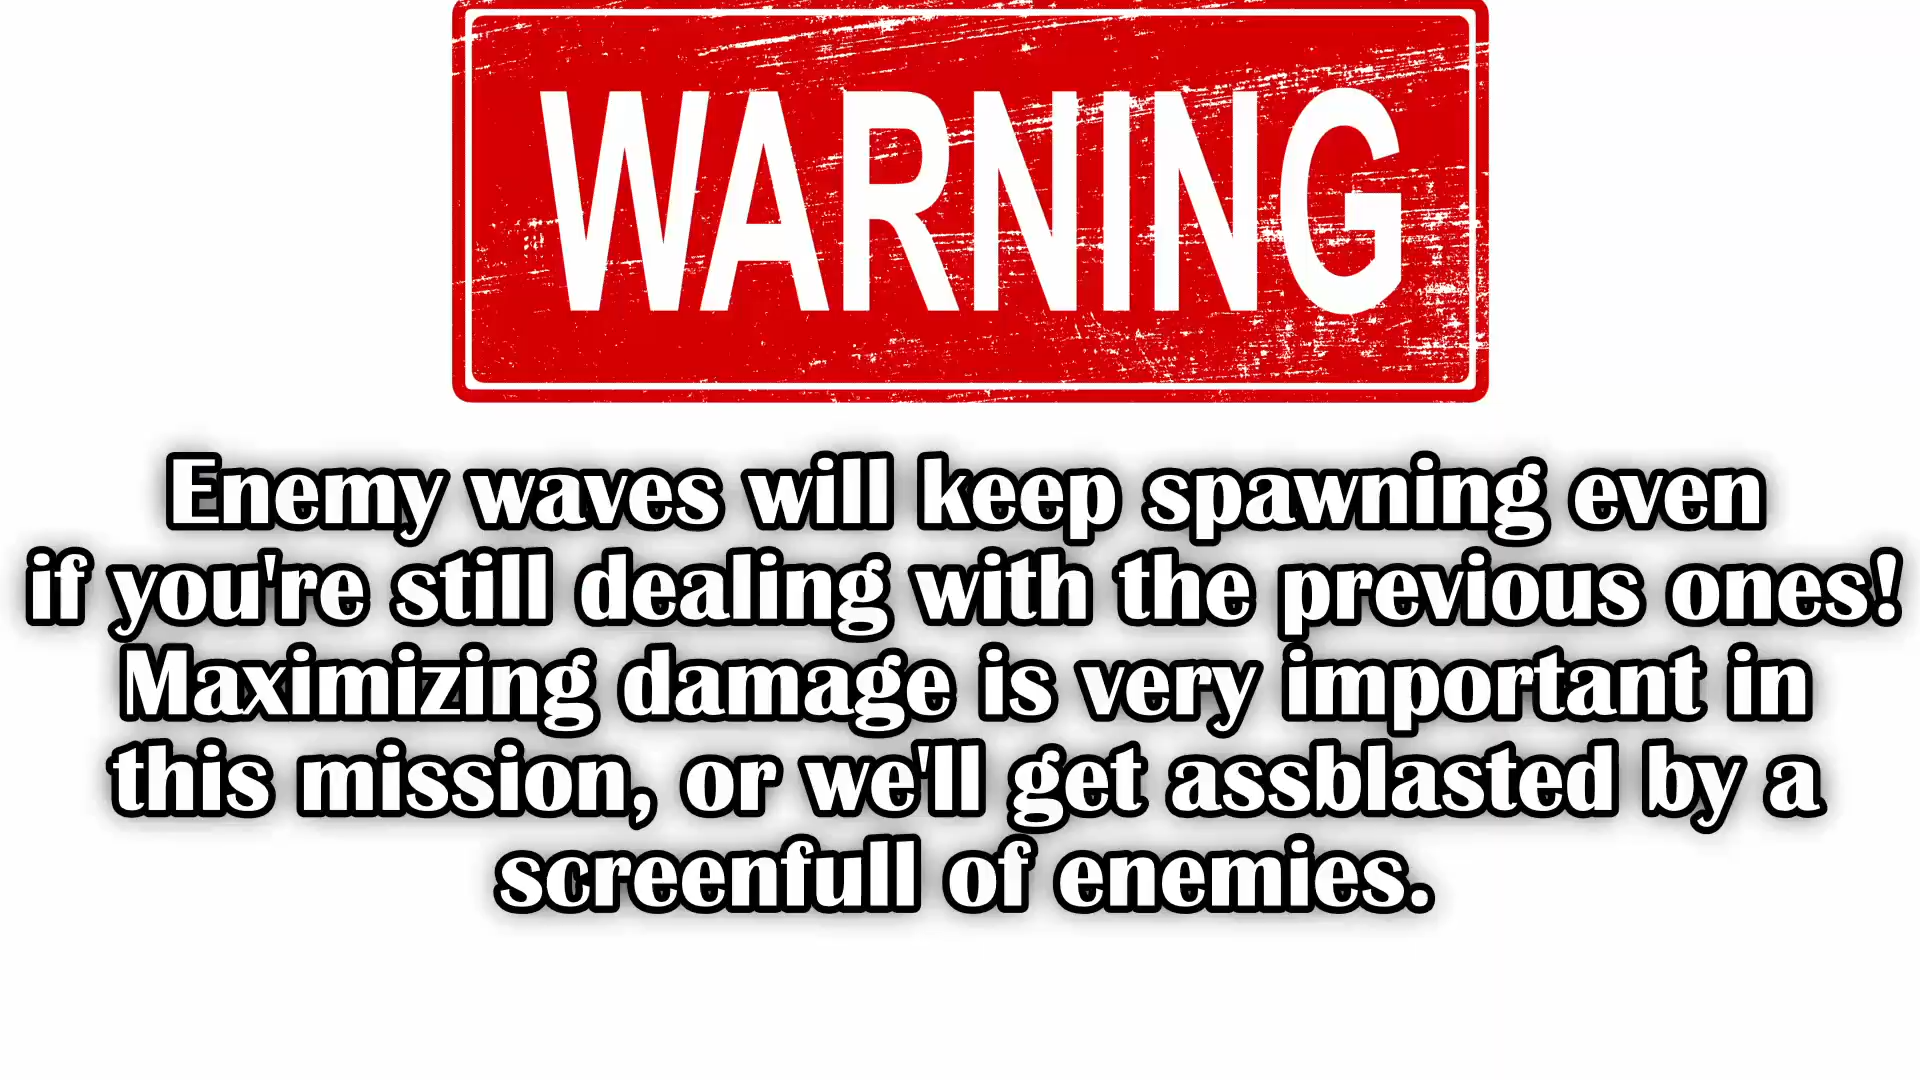 WARNING
Enemy waves will keep spawning even
if you're still dealing with the previous ones!
Maximizing damage is very important in
this mission, or we'll get assblasted by a
screenfull of enemies.